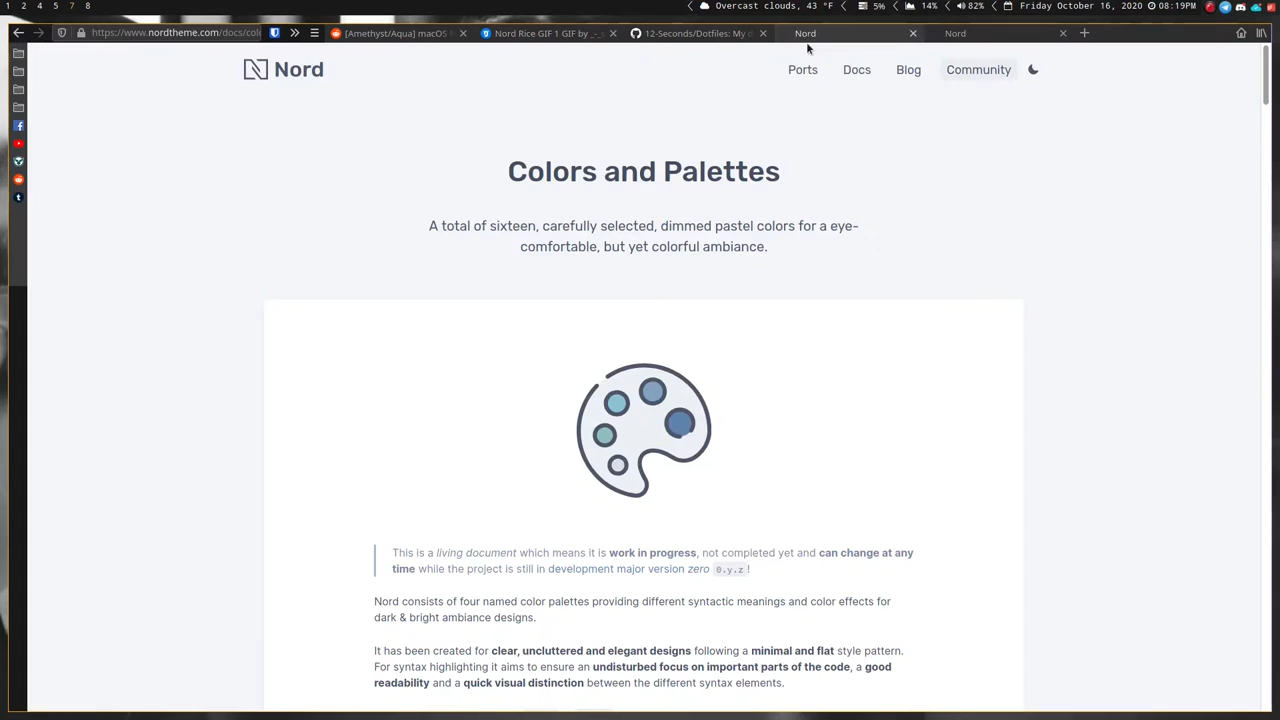 1 2 4 5 7 8
Overcast clouds, 43 °F
5%
14%
82%
Friday October 16, 2020
08:19PM
https://www.nordtheme.com/docs/colo
[Amethyst/Aqua] macOS
Nord Rice GIF 1 GIF by _-_s
12-Seconds/Dotfiles: My d
Nord
Nord
Nord
Ports
Docs
Blog
Community
Colors and Palettes
A total of sixteen, carefully selected, dimmed pastel colors for a eye-
comfortable, but yet colorful ambiance.
This is a living document which means it is work in progress, not completed yet and can change at any
time while the project is still in development major version zero 0.y.z!
Nord consists of four named color palettes providing different syntactic meanings and color effects for
dark & bright ambiance designs.
It has been created for clear, uncluttered and elegant designs following a minimal and flat style pattern.
For syntax highlighting it aims to ensure an undisturbed focus on important parts of the code, a good
readability and a quick visual distinction between the different syntax elements.